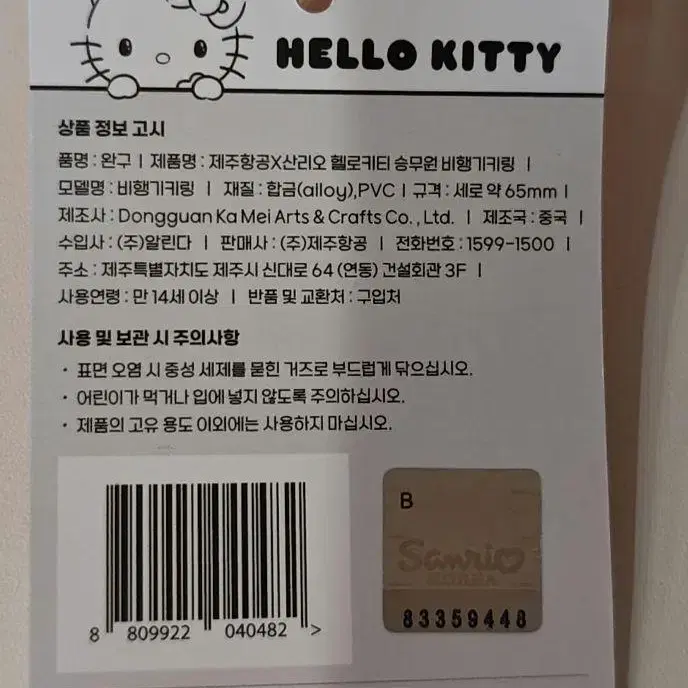 HELLO KITTY
상품 정보 고시
품명 : 완구 | 제품명 : 제주항공X산리오 헬로키티 승무원 비행기키링 |
모델명 : 비행기키링 | 재질 : 합금(alloy),PVC | 규격 : 세로 약 65mm |
제조사 : Dongguan Ka Mei Arts & Crafts Co., Ltd. | 제조국 : 중국 |
수입사 : (주)알린다 | 판매사 : (주)제주항공 | 전화번호 : 1599-1500 |
주소 : 제주특별자치도 제주시 신대로 64 (연동) 건설회관 3F |
사용연령 : 만 14세 이상 | 반품 및 교환처 : 구입처
사용 및 보관 시 주의사항
· 표면 오염 시 중성 세제를 묻힌 거즈로 부드럽게 닦으십시오.
· 어린이가 먹거나 입에 넣지 않도록 주의하십시오.
· 제품의 고유 용도 이외에는 사용하지 마십시오.
B
Sanrio
KOREA
83359448
8 809922 040482 >